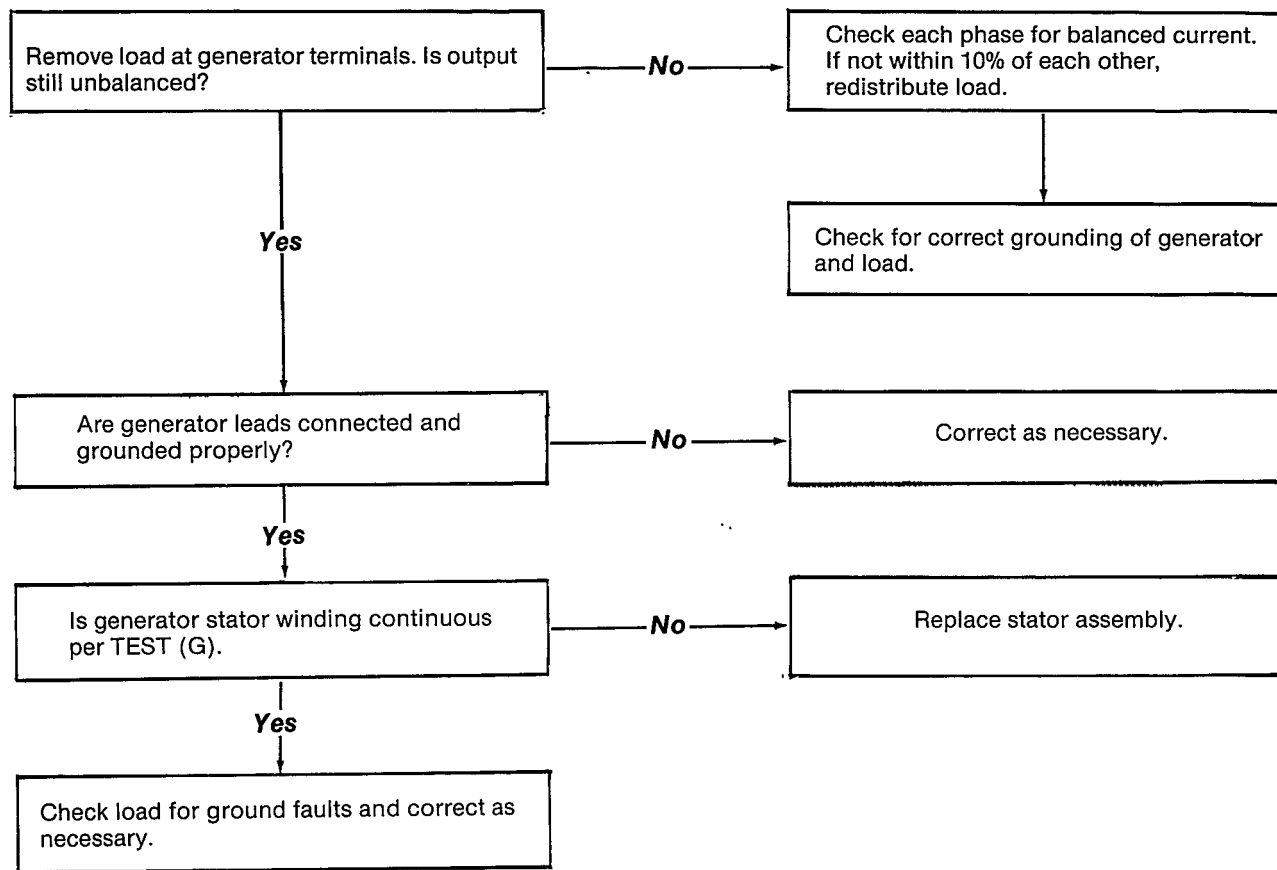 Remove load at generator terminals. Is output
still unbalanced?
No
Check each phase for balanced current.
If not within 10% of each other,
redistribute load.
Yes
Check for correct grounding of generator
and load.
Are generator leads connected and
grounded properly?
No
Correct as necessary.
Yes
Is generator stator winding continuous
per TEST (G).
No
Replace stator assembly.
Yes
Check load for ground faults and correct as
necessary.